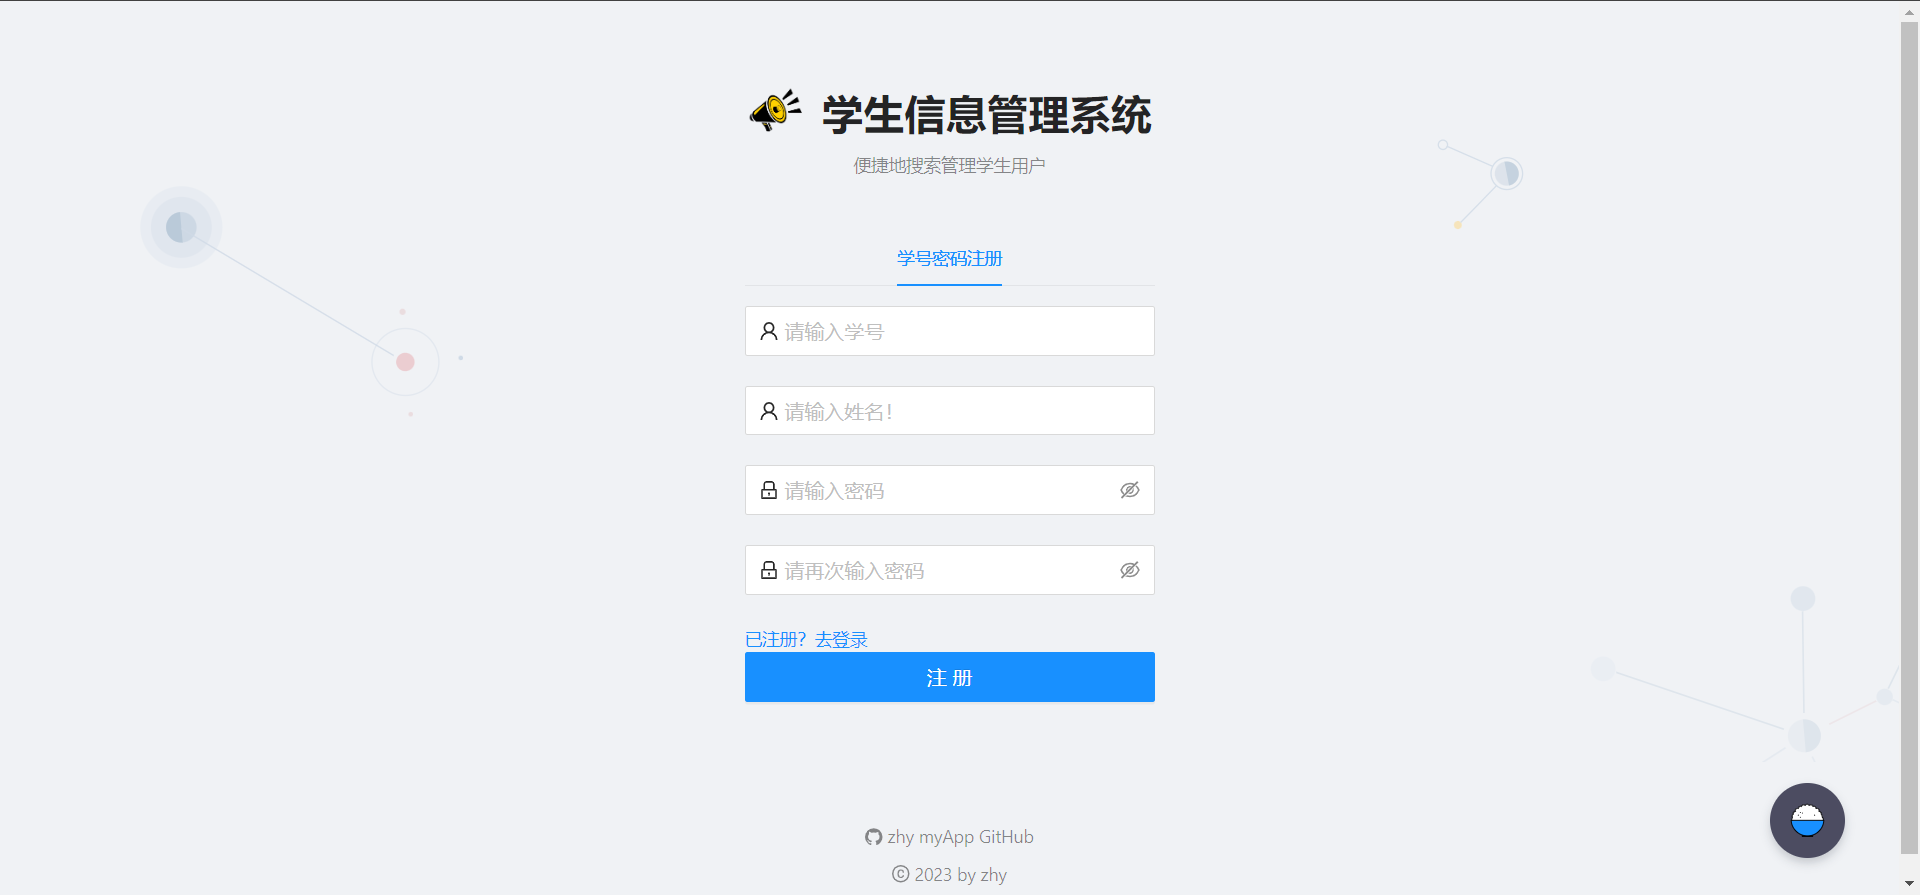 学生信息管理系统
便捷地搜索管理学生用户
学号密码注册
请输入学号
请输入姓名！
请输入密码
请再次输入密码
已注册？去登录
注 册
zhy myApp GitHub
© 2023 by zhy